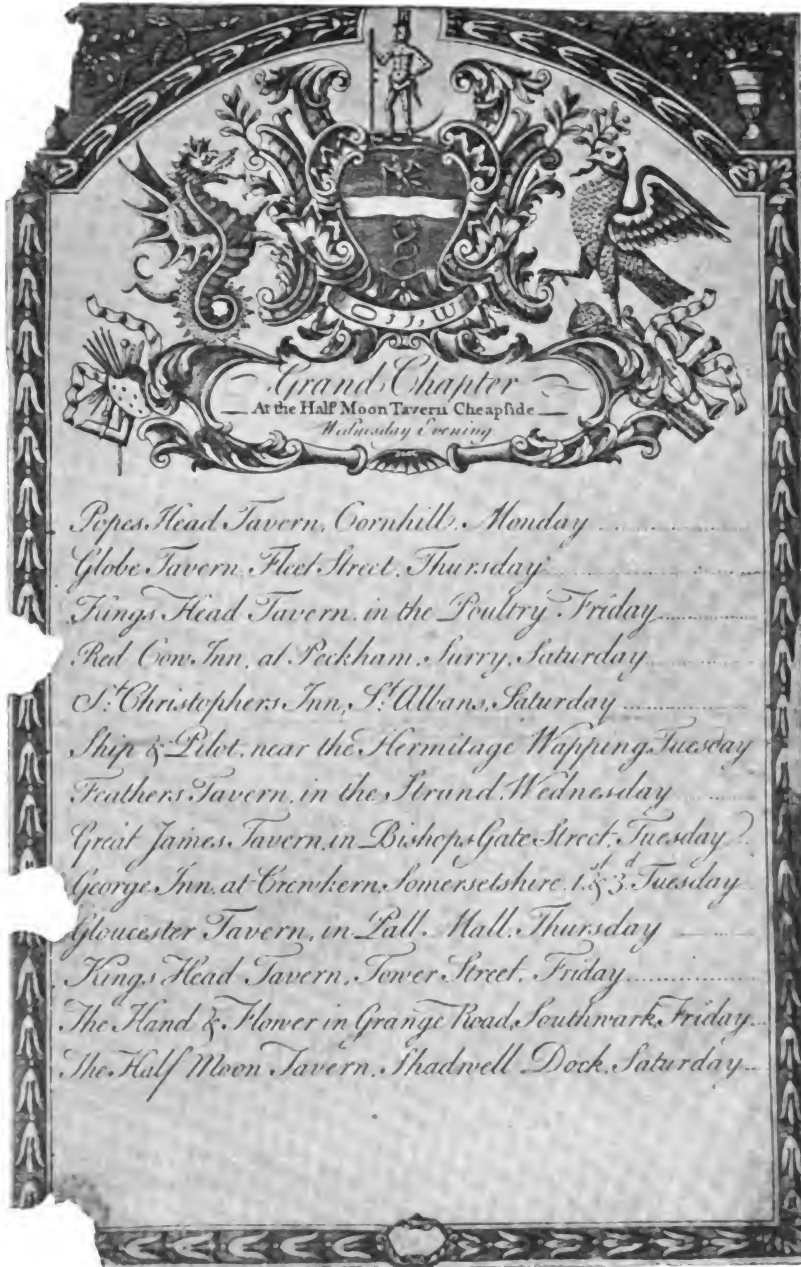 O I L W
Grand Chapter
At the Half Moon Tavern Cheapſide
Wednesday Evening
Popes Head Tavern, Cornhill, Monday
Globe Tavern, Fleet Street, Thursday
Kings Head Tavern, in the Poultry Friday
Red Cow Inn, at Peckham, Surry, Saturday
St. Christophers Inn, St. Albans, Saturday
Ship & Pilot, near the Hermitage Wapping Tuesday
Feathers Tavern, in the Strand, Wednesday
Great James Tavern, in Bishops Gate Street, Tuesday
George Inn, at Crewkern, Somersetshire, 1st & 3d Tuesday
Gloucester Tavern, in Pall Mall, Thursday
Kings Head Tavern, Tower Street, Friday
The Hand & Flower in Grange Road, Southwark, Friday
The Half Moon Tavern, Shadwell Dock, Saturday